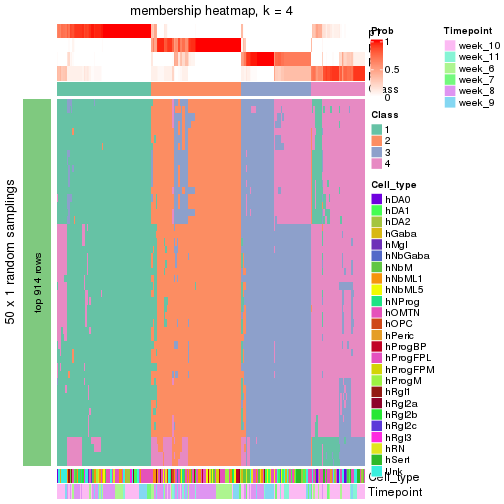 membership heatmap, k = 4
Prob
1
0.5
0
Class
1
2
3
4
Timepoint
week_10
week_11
week_6
week_7
week_8
week_9
Cell_type
hDA0
hDA1
hDA2
hGaba
hMgl
hNbGaba
hNbM
hNbML1
hNbML5
hNProg
hOMTN
hOPC
hPeric
hProgBP
hProgFPL
hProgFPM
hProgM
hRgl1
hRgl2a
hRgl2b
hRgl2c
hRgl3
hRN
hSert
Unk
50 x 1 random samplings
top 914 rows
Cell_type
Timepoint